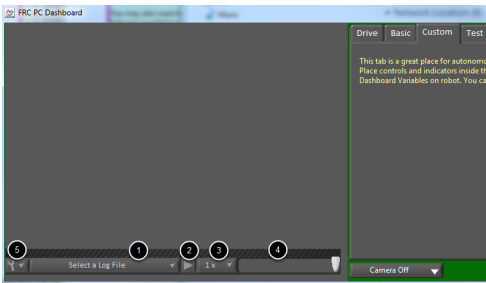 FRC PC Dashboard
Drive Basic Custom Test
This tab is a great place for autonomo
Place controls and indicators inside th
Dashboard Variables on robot. You ca
5 1 2 3 4
Select a Log File 1 x
Camera Off